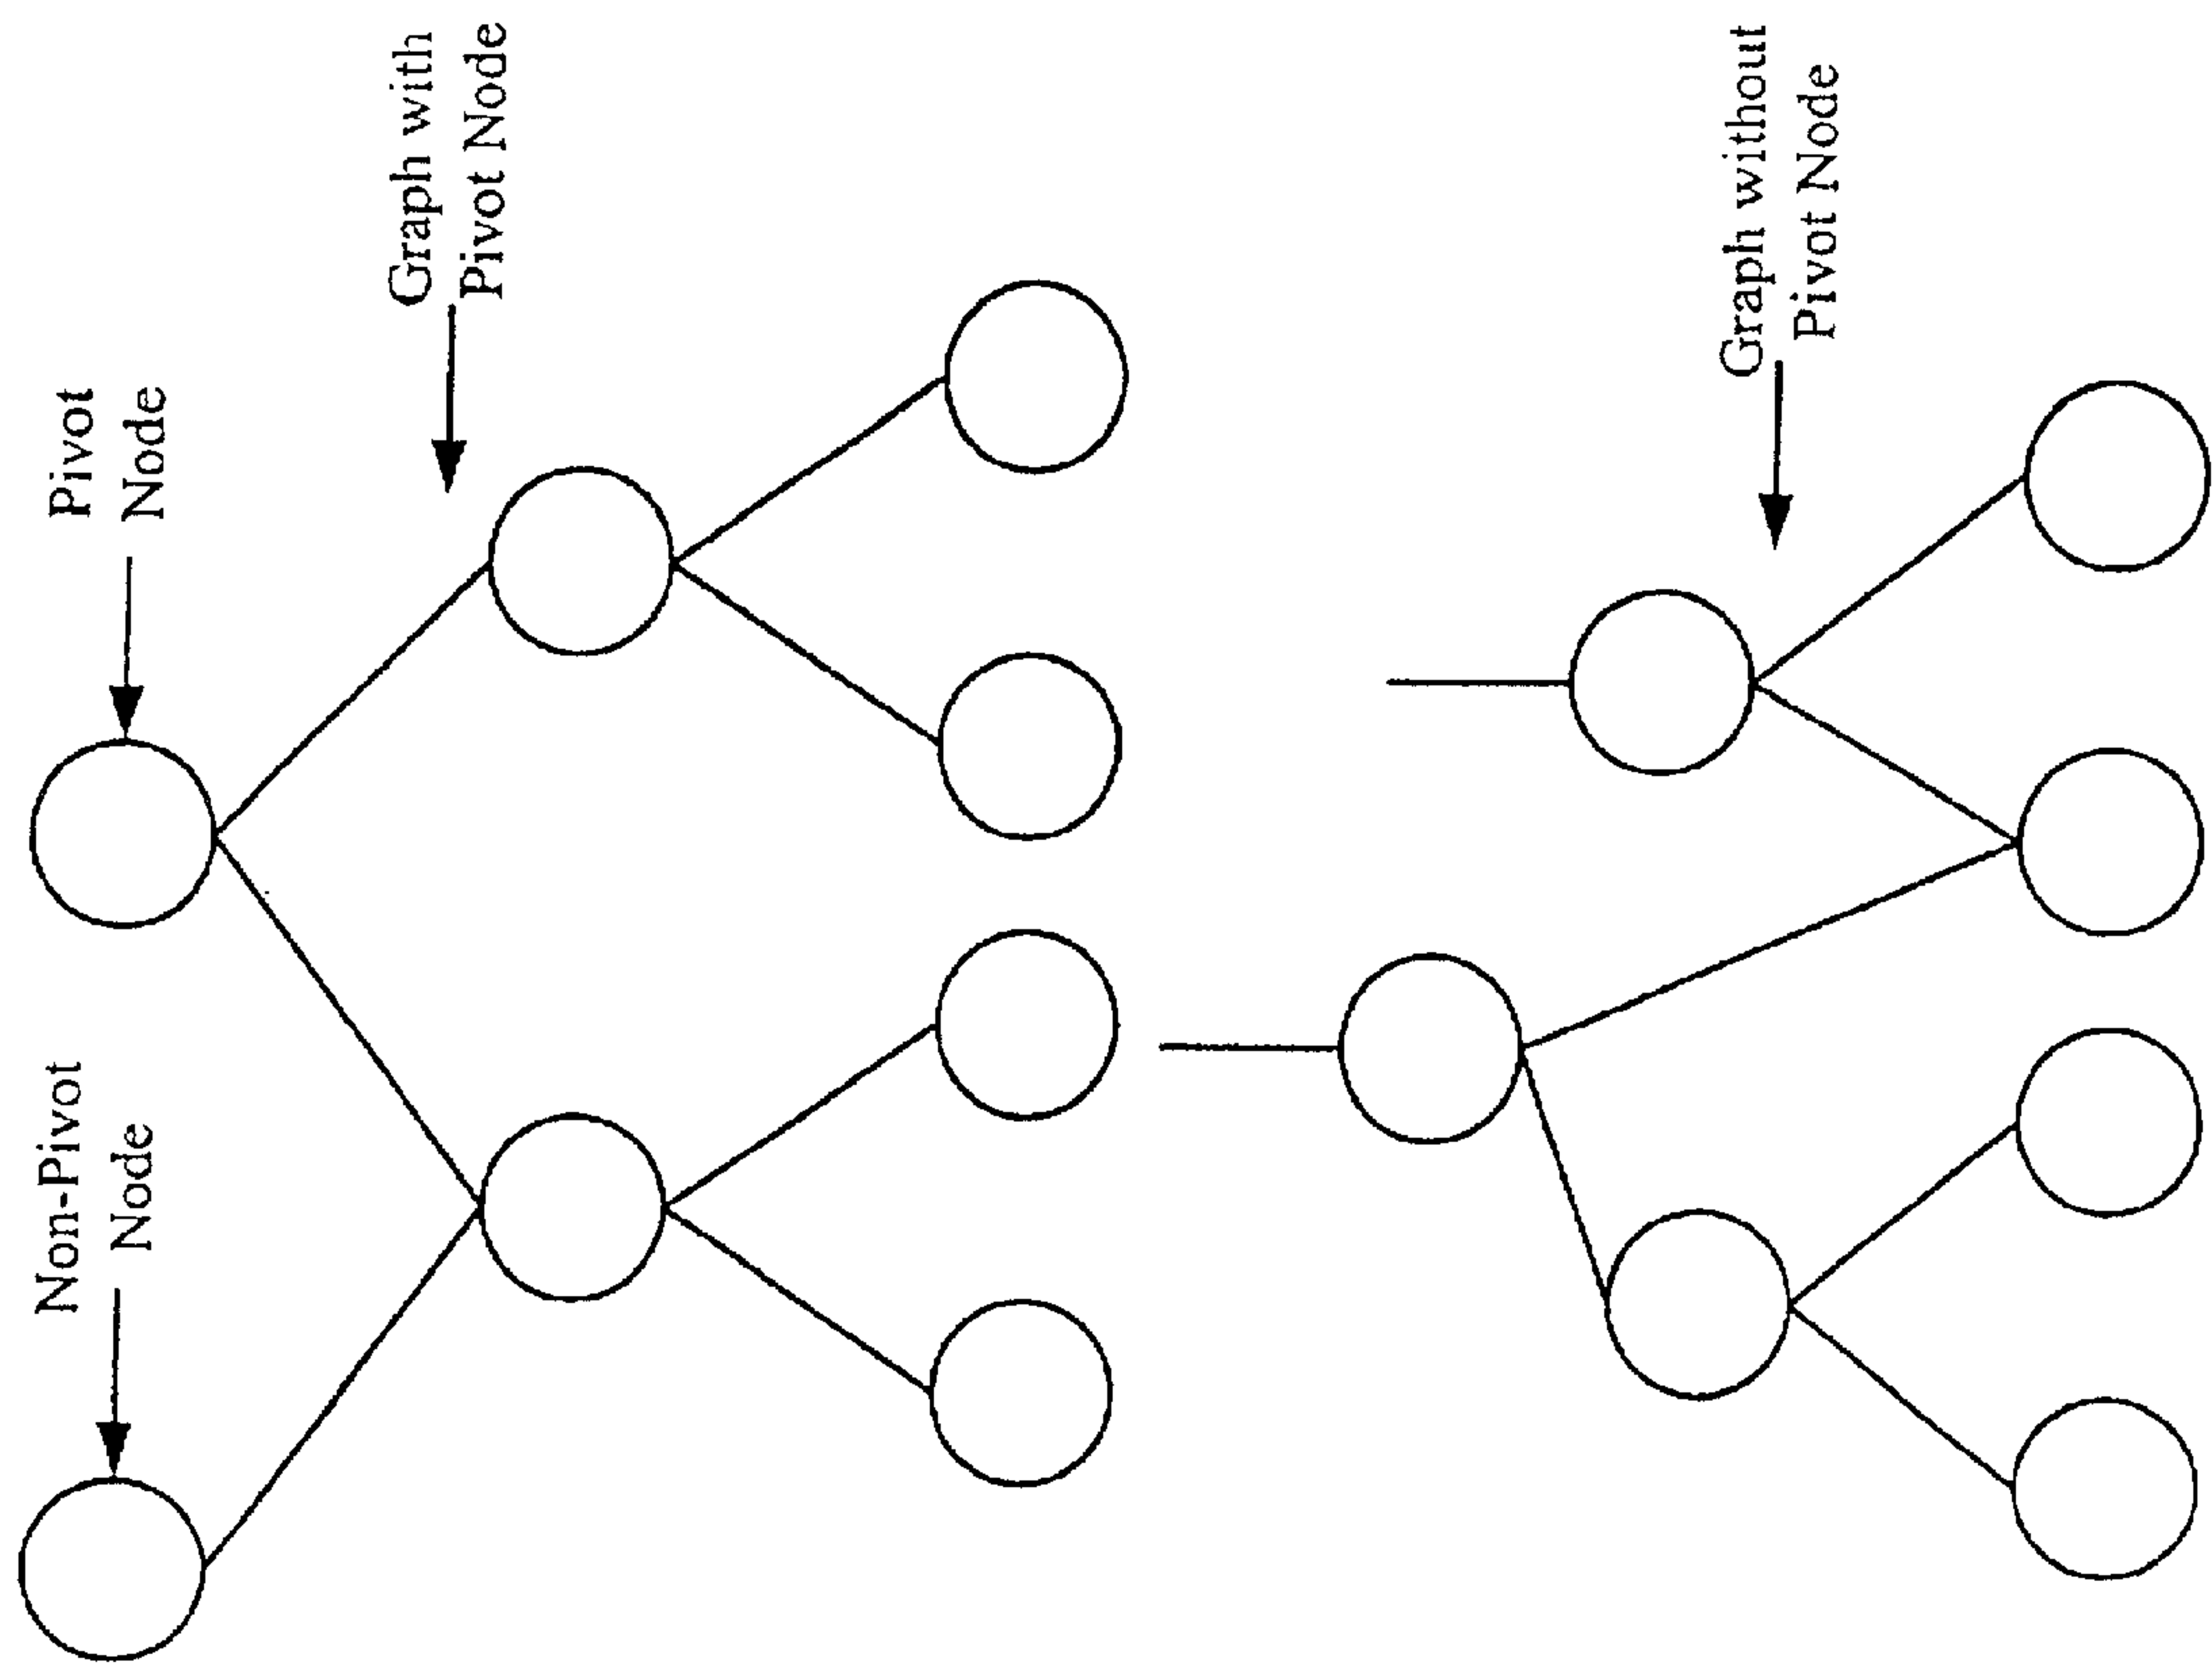 Non-Pivot
Node
Pivot
Node
Graph with
Pivot Node
Graph without
Pivot Node